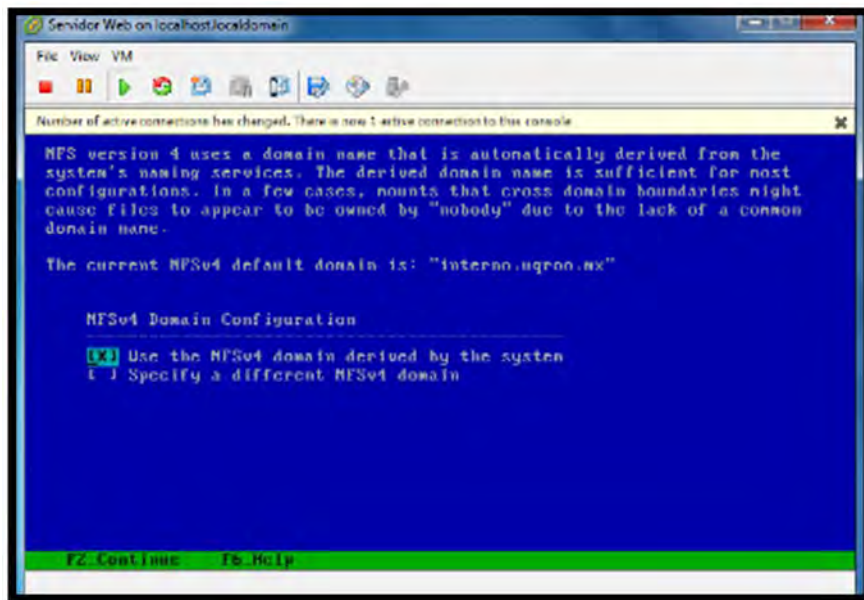 Servidor Web on localhost.localdomain
File View VM
Number of active connections has changed. There is now 1 active connection to this console
NFS version 4 uses a domain name that is automatically derived from the
system's naming services. The derived domain name is sufficient for most
configurations. In a few cases, mounts that cross domain boundaries might
cause files to appear to be owned by "nobody" due to the lack of a common
domain name.
The current NFSv4 default domain is: "interno.uqroo.mx"
NFSv4 Domain Configuration
[X] Use the NFSv4 domain derived by the system
[ ] Specify a different NFSv4 domain
F2_Continue F6_Help